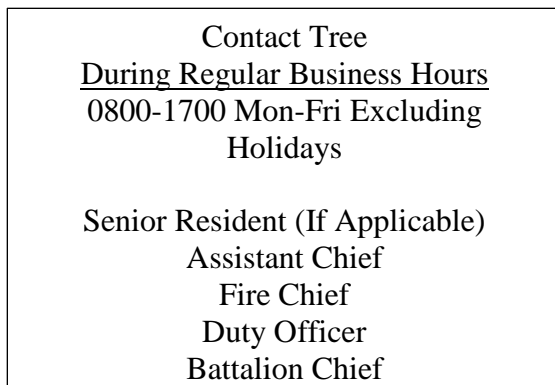 Contact Tree
During Regular Business Hours
0800-1700 Mon-Fri Excluding
Holidays
Senior Resident (If Applicable)
Assistant Chief
Fire Chief
Duty Officer
Battalion Chief